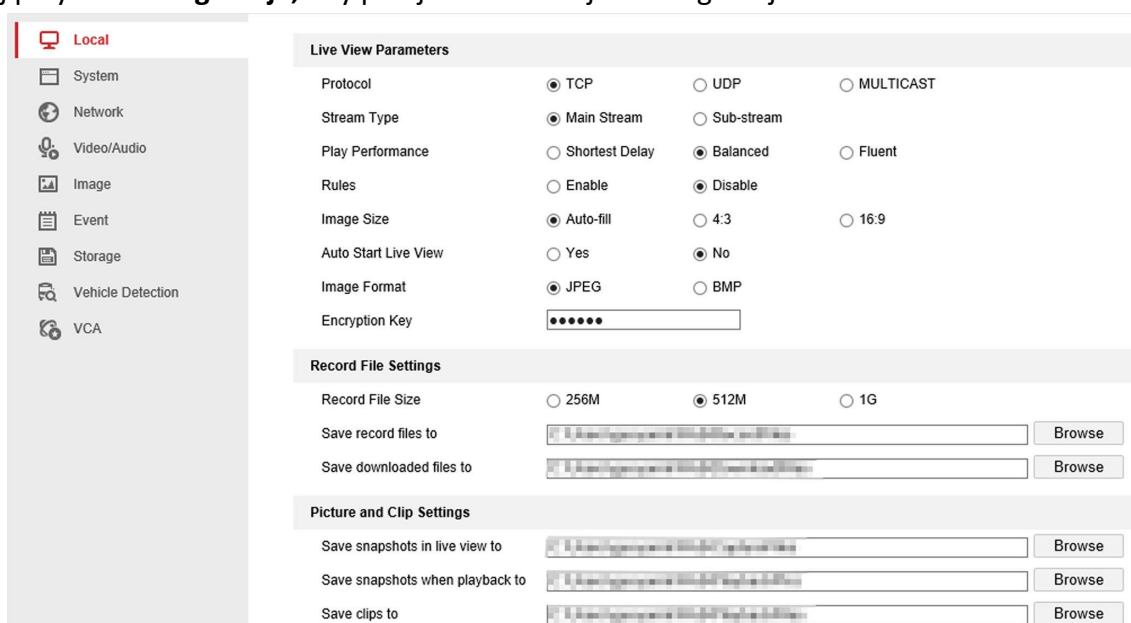 Local
System
Network
Video/Audio
Image
Event
Storage
Vehicle Detection
VCA
Live View Parameters
Protocol TCP UDP MULTICAST
Stream Type Main Stream Sub-stream
Play Performance Shortest Delay Balanced Fluent
Rules Enable Disable
Image Size Auto-fill 4:3 16:9
Auto Start Live View Yes No
Image Format JPEG BMP
Encryption Key ●●●●●●
Record File Settings
Record File Size 256M 512M 1G
Save record files to Browse
Save downloaded files to Browse
Picture and Clip Settings
Save snapshots in live view to Browse
Save snapshots when playback to Browse
Save clips to Browse